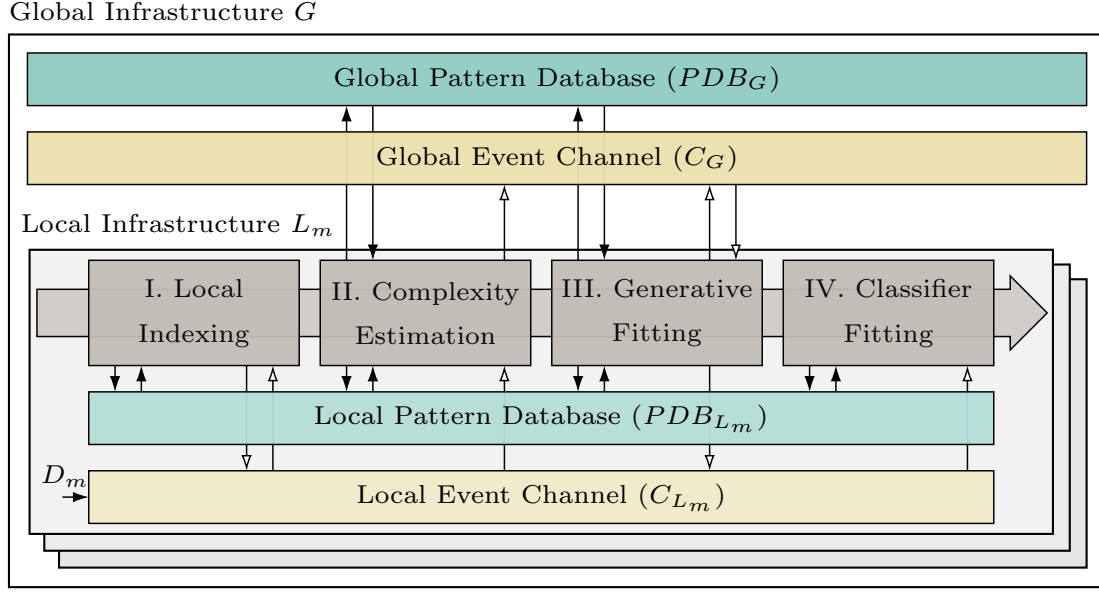 Global Infrastructure G
Global Pattern Database (PDB_G)
Global Event Channel (C_G)
Local Infrastructure L_m
I. Local
Indexing
II. Complexity
Estimation
III. Generative
Fitting
IV. Classifier
Fitting
Local Pattern Database (PDB_{L_m})
D_m
Local Event Channel (C_{L_m})